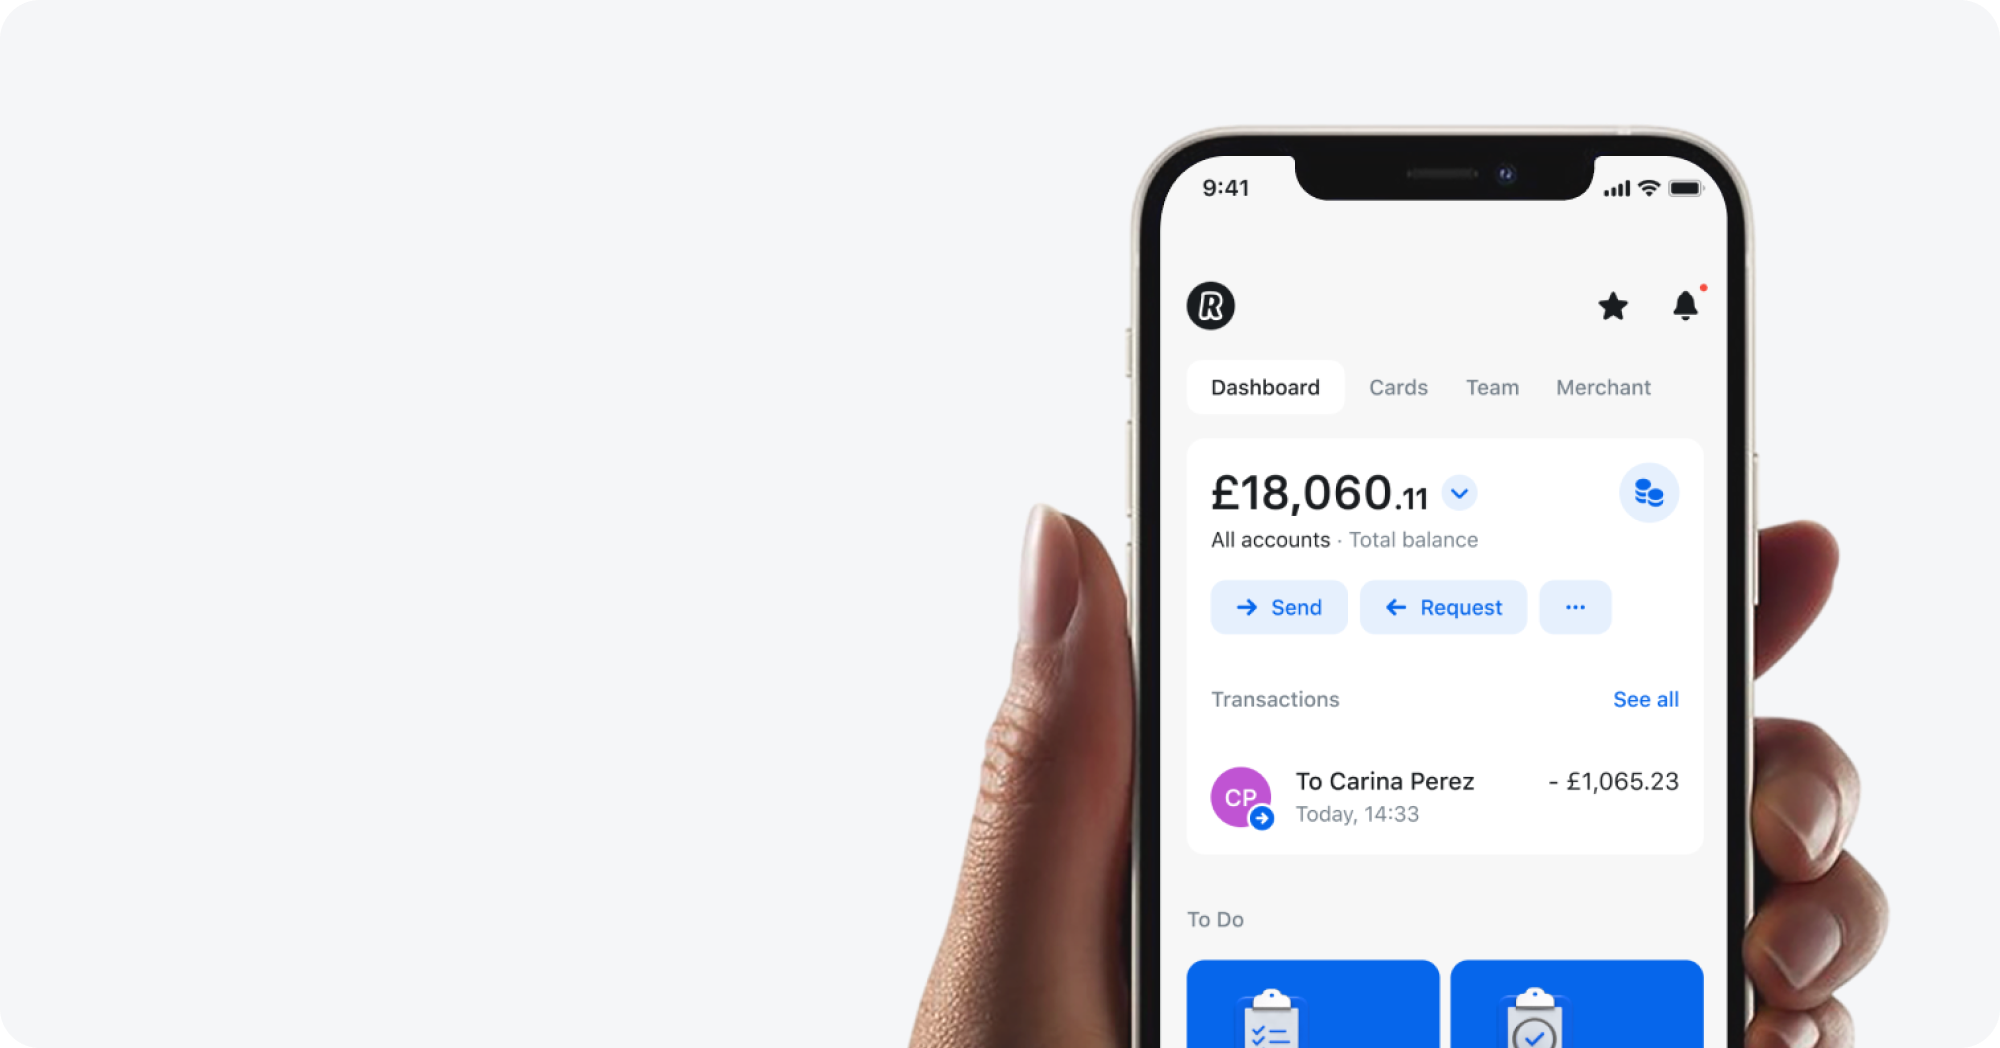 9:41
R
Dashboard Cards Team Merchant
£18,060.11
All accounts · Total balance
→ Send ← Request ···
Transactions See all
CP To Carina Perez - £1,065.23
Today, 14:33
To Do